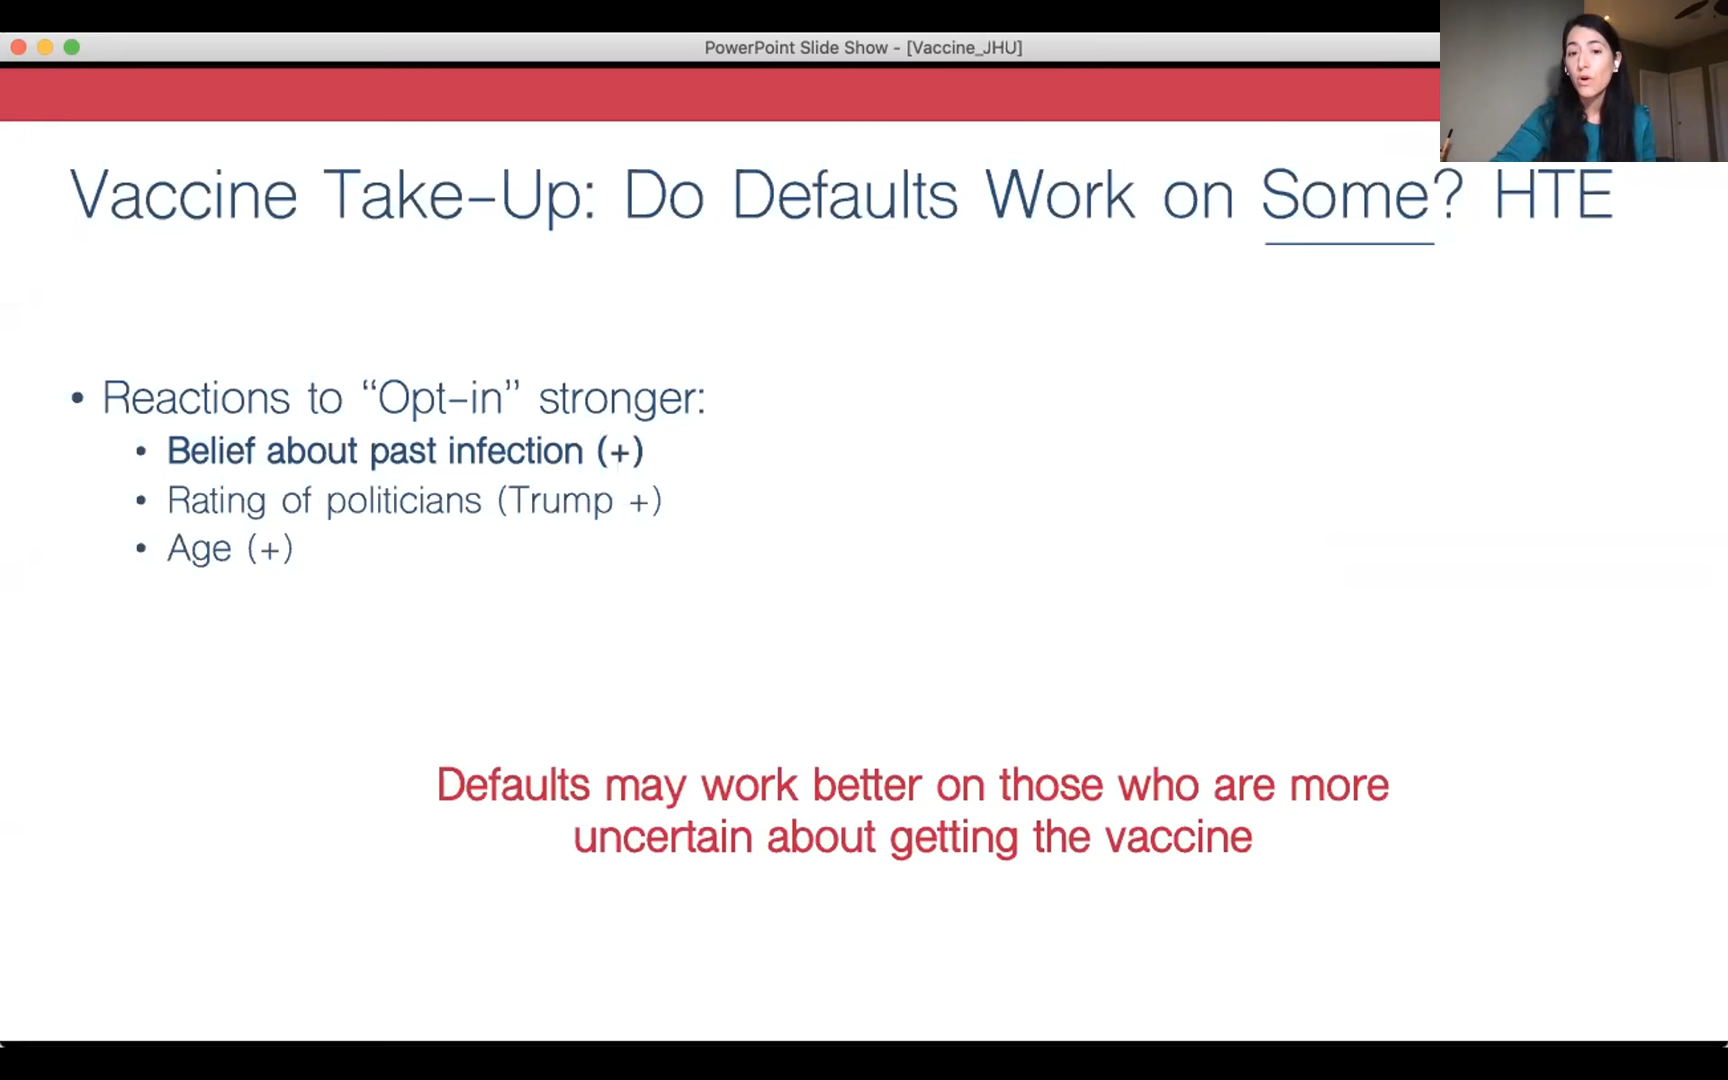 PowerPoint Slide Show - [Vaccine_JHU]
Vaccine Take-Up: Do Defaults Work on Some? HTE
• Reactions to “Opt-in” stronger:
• Belief about past infection (+)
• Rating of politicians (Trump +)
• Age (+)
Defaults may work better on those who are more
uncertain about getting the vaccine